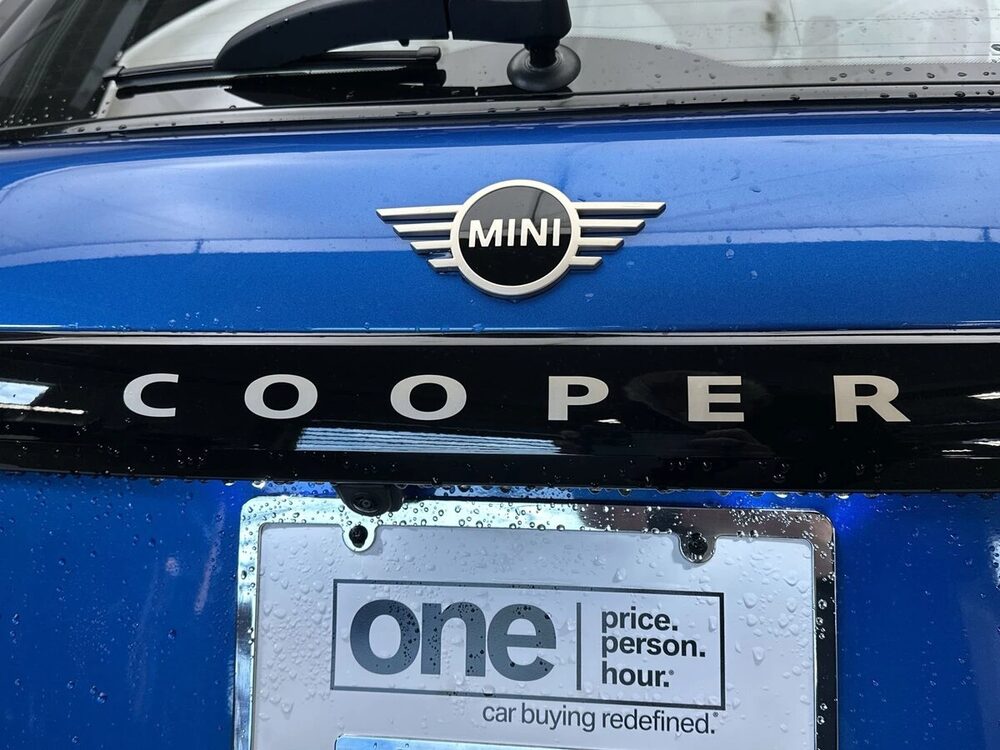 MINI
COOPER
one
price.
person.
hour.®
car buying redefined.®